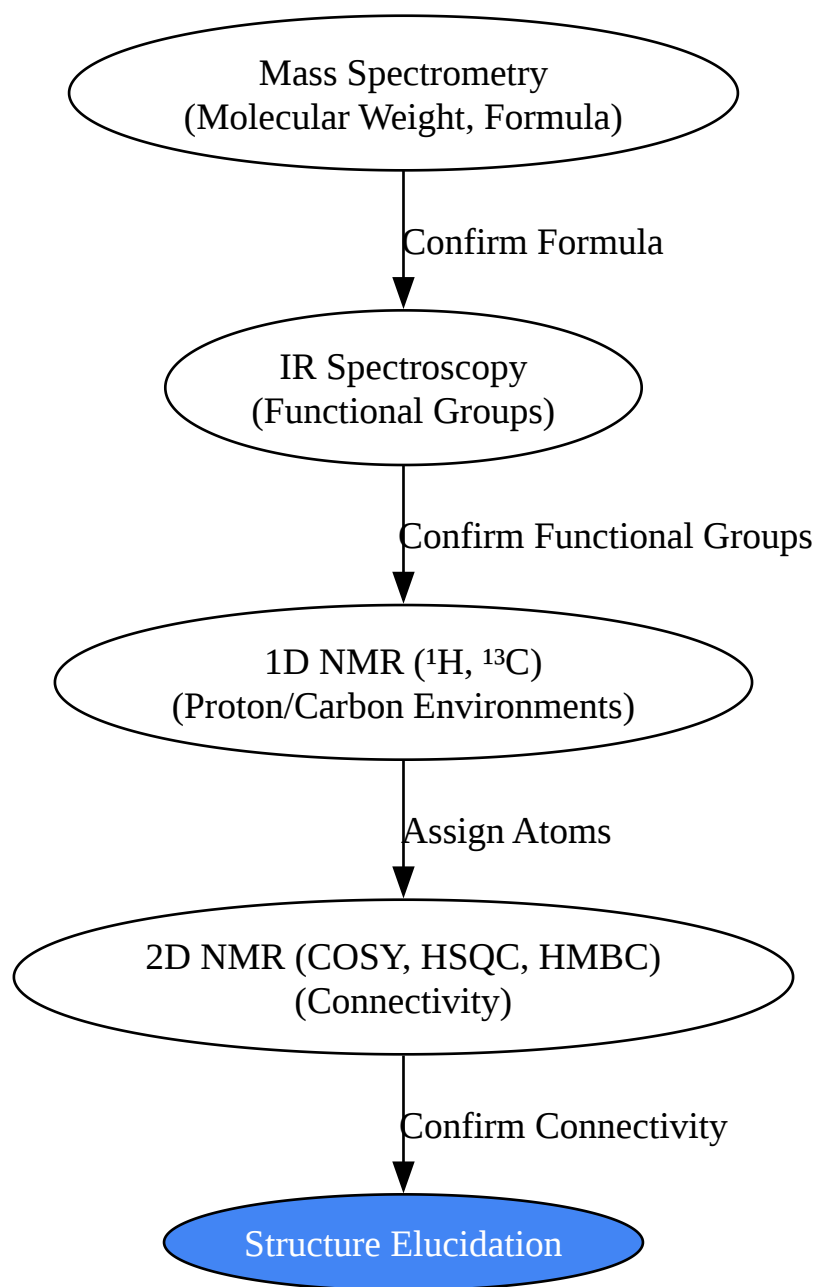 Mass Spectrometry
(Molecular Weight, Formula)
Confirm Formula
IR Spectroscopy
(Functional Groups)
Confirm Functional Groups
1D NMR (¹H, ¹³C)
(Proton/Carbon Environments)
Assign Atoms
2D NMR (COSY, HSQC, HMBC)
(Connectivity)
Confirm Connectivity
Structure Elucidation